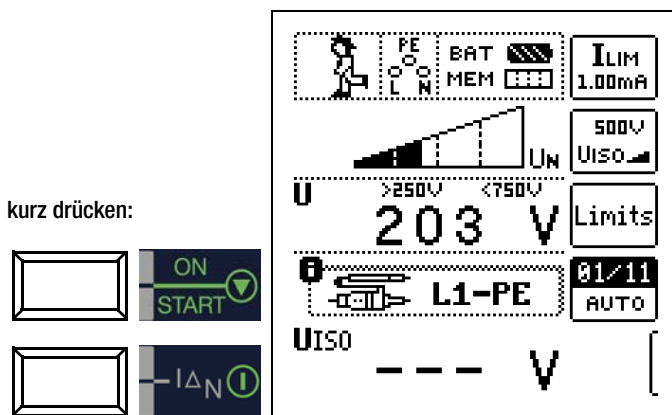 kurz drücken:
ON
START
I∆N
PE
L N
BAT
MEM
ILIM
1.00mA
500V
UISO
UN
U >250V <750V
203 V
Limits
L1-PE
01/11
AUTO
UISO
--- V